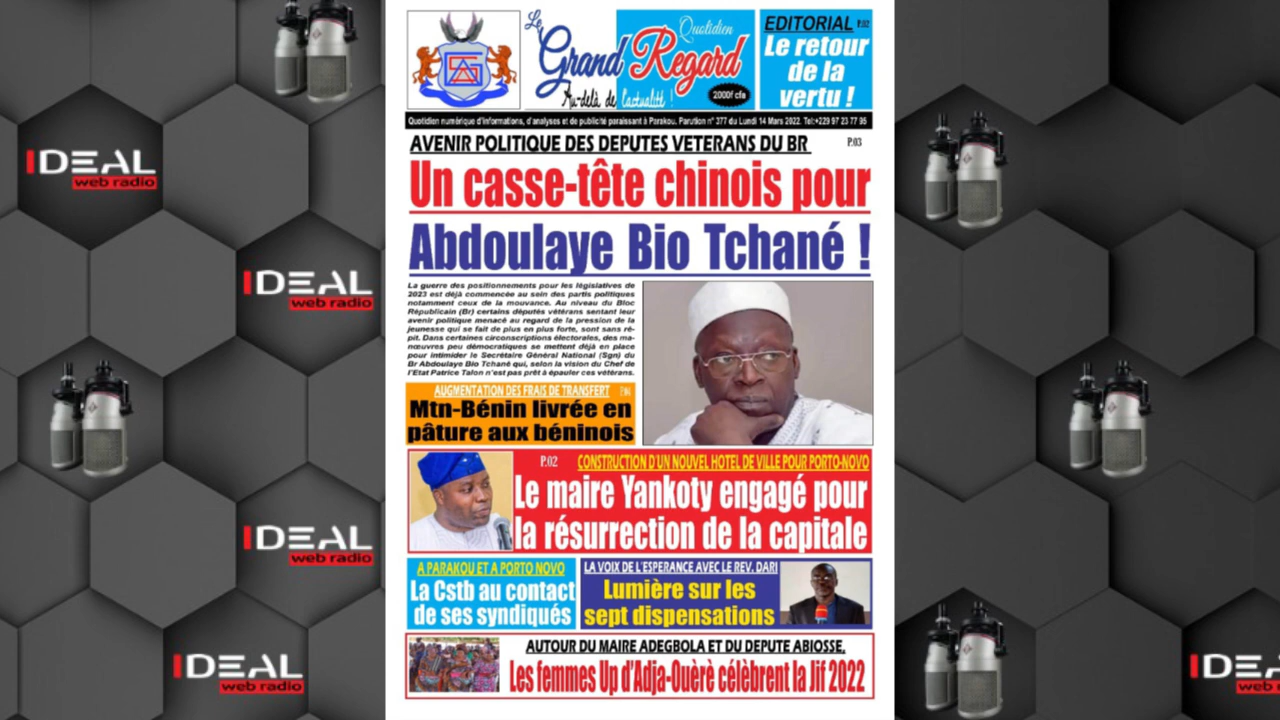 Le
Grand Regard
Quotidien
Au-delà de l'actualité !
2000f cfa
EDITORIAL P.02
Le retour
de la
vertu !
Quotidien numérique d'informations, d'analyses et de publicité paraissant à Parakou. Parution n° 377 du Lundi 14 Mars 2022. Tel:+229 97 23 77 95
AVENIR POLITIQUE DES DEPUTES VETERANS DU BR P.03
Un casse-tête chinois pour
Abdoulaye Bio Tchané !
La guerre des positionnements pour les législatives de
2023 est déjà commencée au sein des partis politiques
notamment ceux de la mouvance. Au niveau du Bloc
Républicain (Br) certains députés vétérans sentant leur
avenir politique menacé au regard de la pression de la
jeunesse qui se fait de plus en plus forte, sont sans ré-
pit. Dans certaines circonscriptions électorales, des ma-
nœuvres peu démocratiques se mettent déjà en place
pour intimider le Secrétaire Général National (Sgn) du
Br Abdoulaye Bio Tchané qui, selon la vision du Chef de
l'Etat Patrice Talon n'est pas prêt à épauler ces vétérans.
AUGMENTATION DES FRAIS DE TRANSFERT
Mtn-Bénin livrée en
pâture aux béninois
P.02 CONSTRUCTION D'UN NOUVEL HOTEL DE VILLE POUR PORTO-NOVO
Le maire Yankoty engagé pour
la résurrection de la capitale
A PARAKOU ET A PORTO NOVO
La Cstb au contact
de ses syndiqués
LA VOIX DE L'ESPERANCE AVEC LE REV. DARI
Lumière sur les
sept dispensations
AUTOUR DU MAIRE ADEGBOLA ET DU DEPUTE ABIOSSE,
Les femmes Up d'Adja-Ouèrè célèbrent la Jif 2022
IDEAL
web radio
IDEAL
web radio
IDEAL
web radio
IDEAL
web radio
IDEA
web r